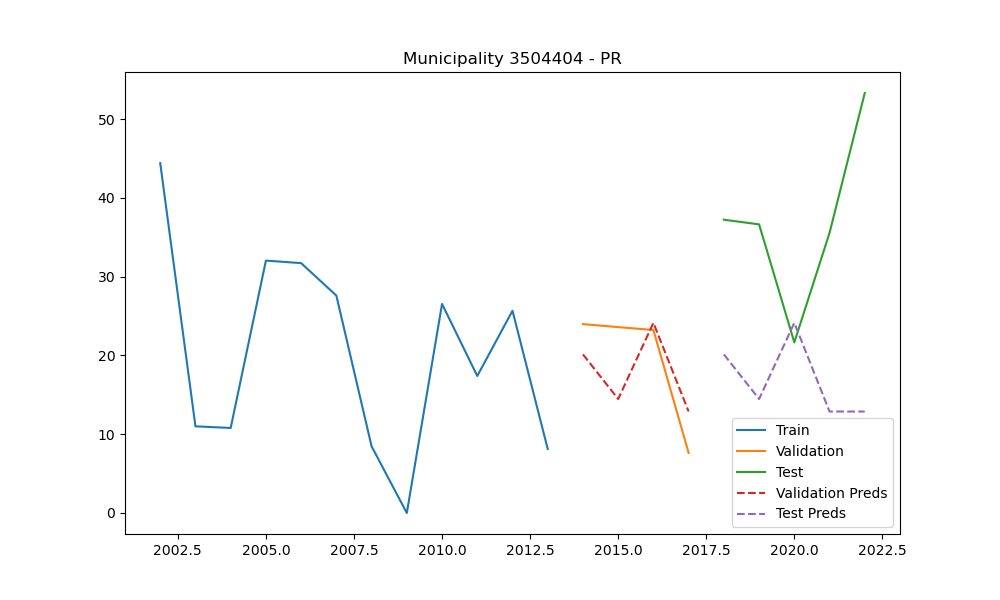 Municipality 3504404 - PR
50
40
30
20
10
0
2002.5 2005.0 2007.5 2010.0 2012.5 2015.0 2017.5 2020.0 2022.5
Train
Validation
Test
Validation Preds
Test Preds